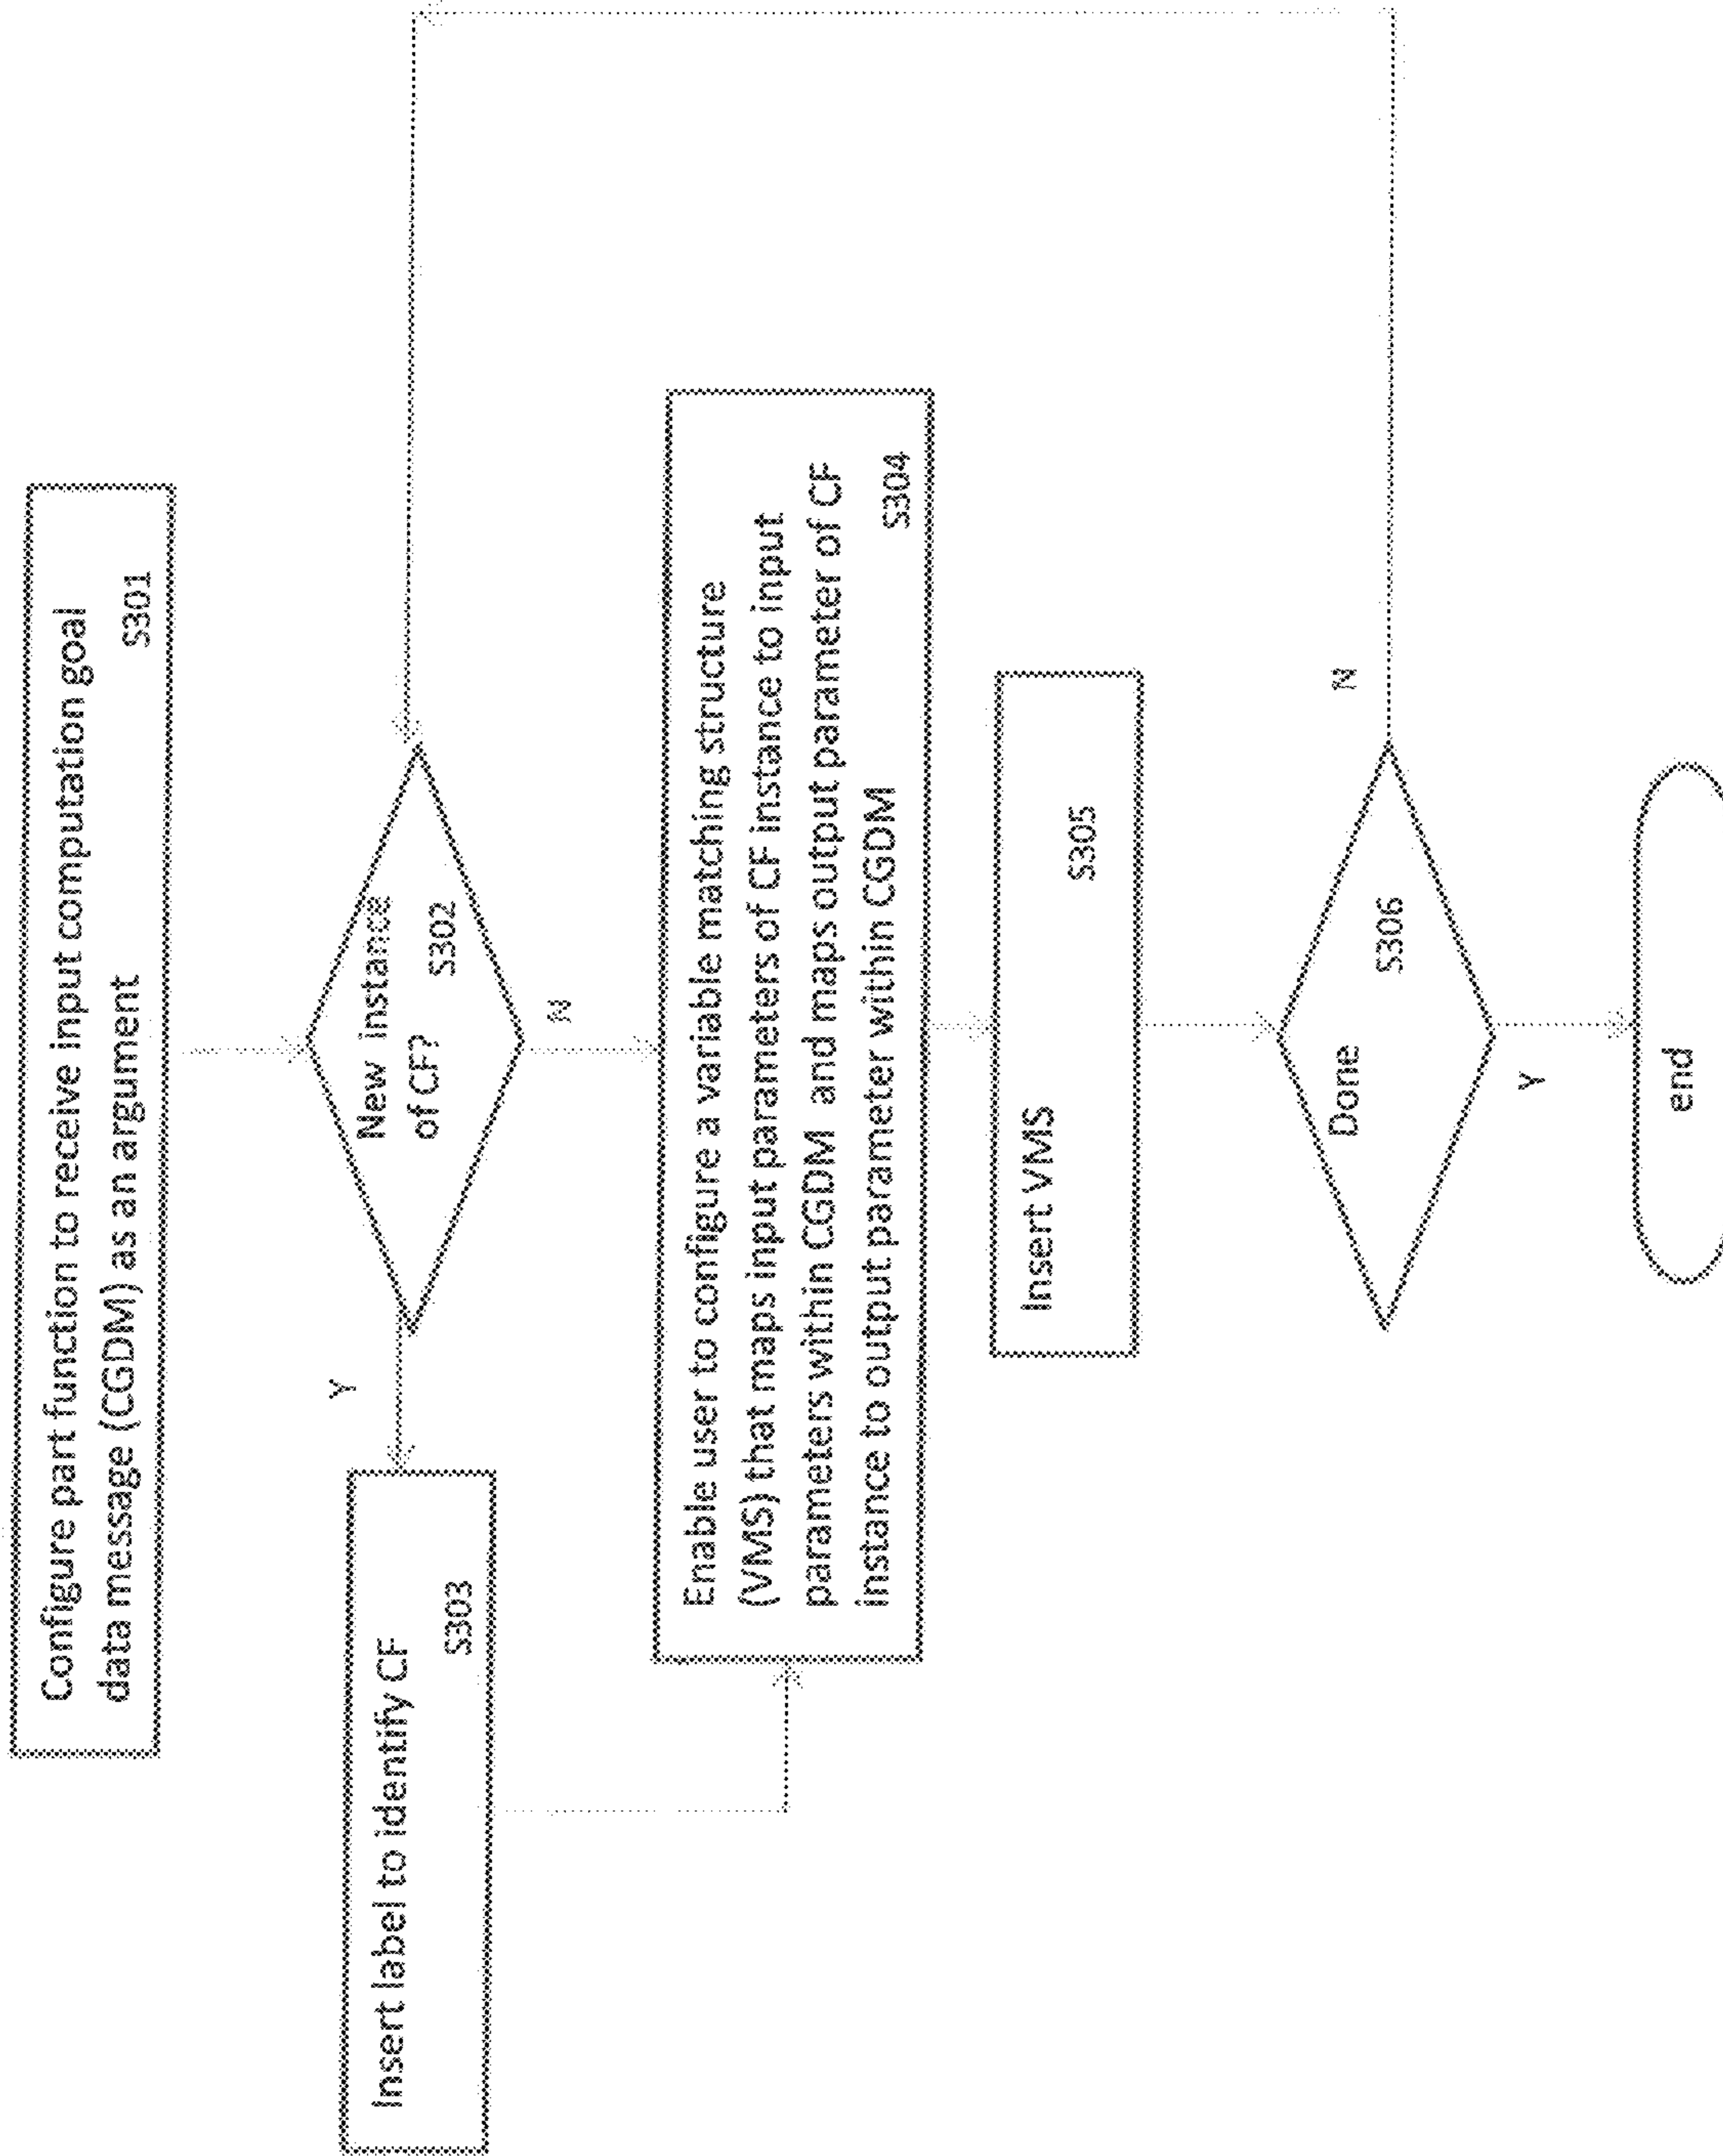 Configure part function to receive input computation goal
data message (CGDM) as an argument
S301
New instance
of CF?
S302
Y
N
Insert label to identify CF
S303
Enable user to configure a variable matching structure
(VMS) that maps input parameters of CF instance to input
parameters within CGDM and maps output parameter of CF
instance to output parameter within CGDM
S304
Insert VMS
S305
Done
S306
N
Y
end